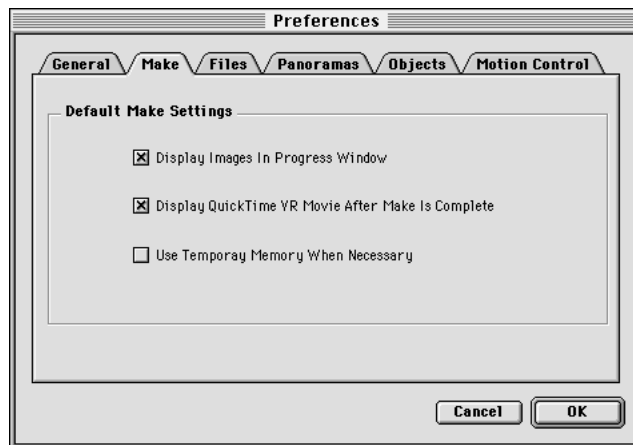 Preferences
General Make Files Panoramas Objects Motion Control
Default Make Settings
Display Images In Progress Window
Display QuickTime VR Movie After Make Is Complete
Use Temporay Memory When Necessary
Cancel OK